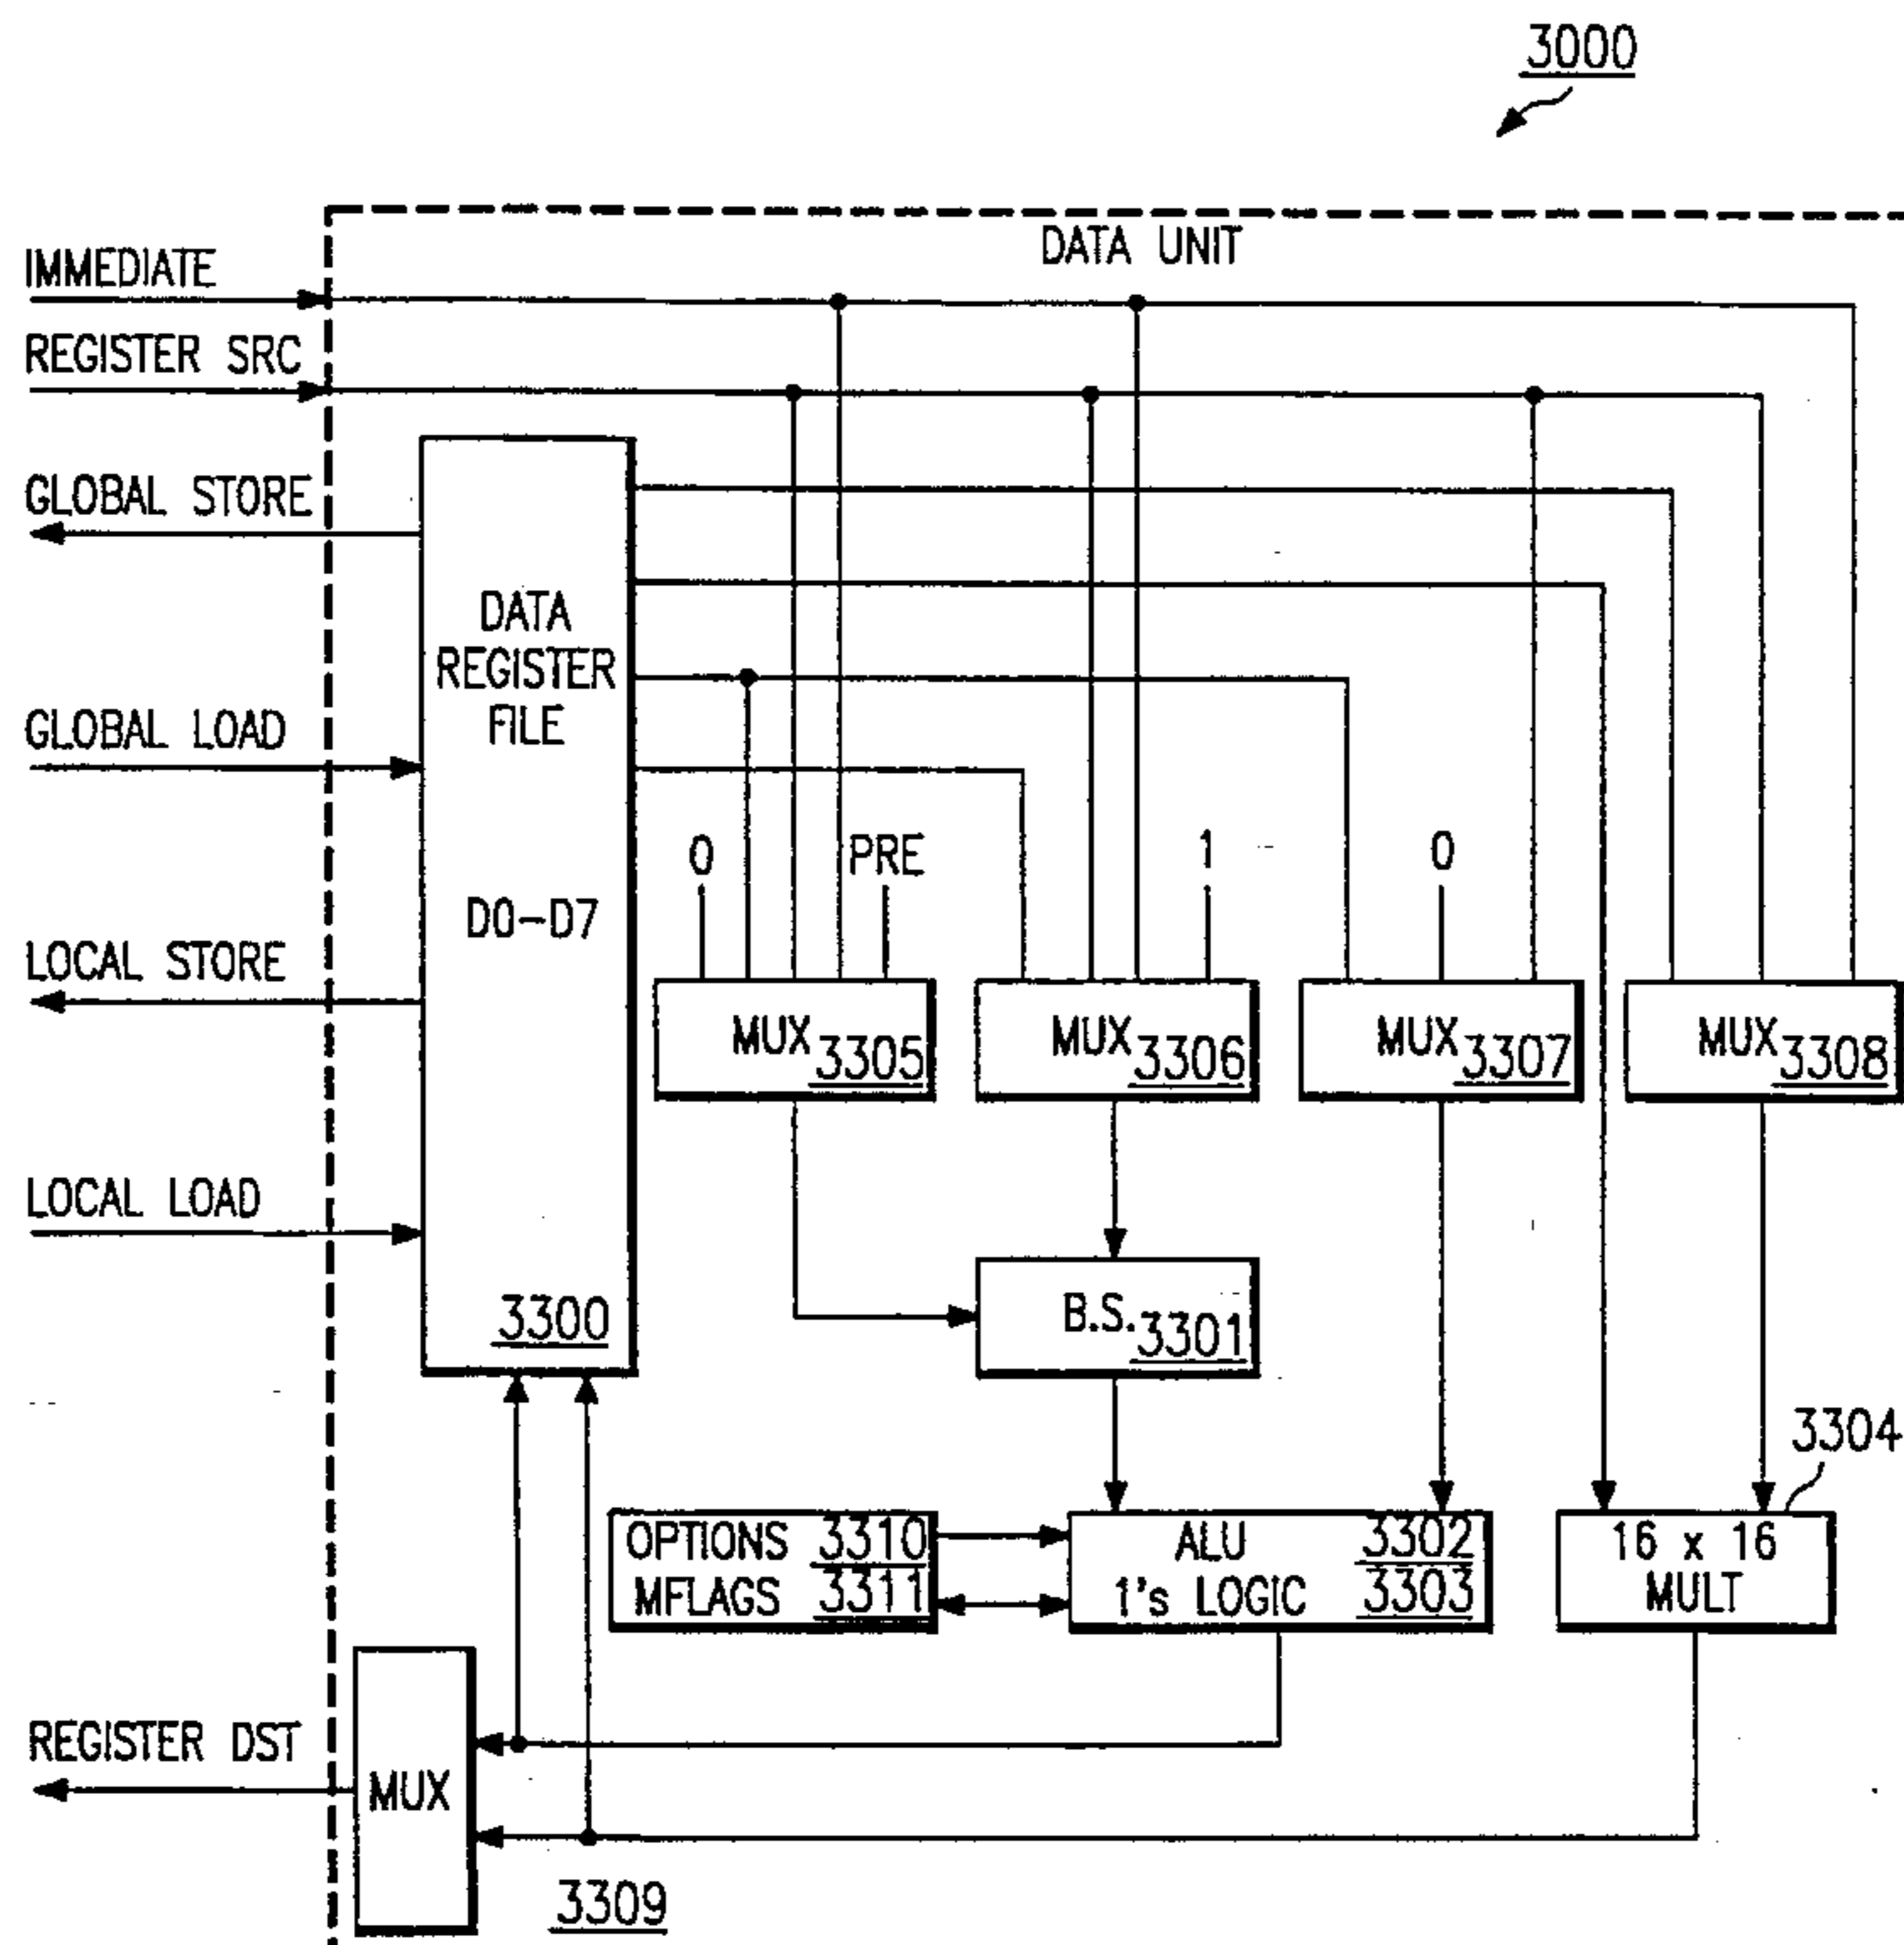 3000
DATA UNIT
IMMEDIATE
REGISTER SRC
GLOBAL STORE
DATA
REGISTER
FILE
GLOBAL LOAD
0
PRE
1
0
D0-D7
LOCAL STORE
MUX 3305
MUX 3306
MUX 3307
MUX 3308
LOCAL LOAD
3300
B.S. 3301
3304
OPTIONS 3310
MFLAGS 3311
ALU 3302
1's LOGIC 3303
16 x 16
MULT
REGISTER DST
MUX
3309